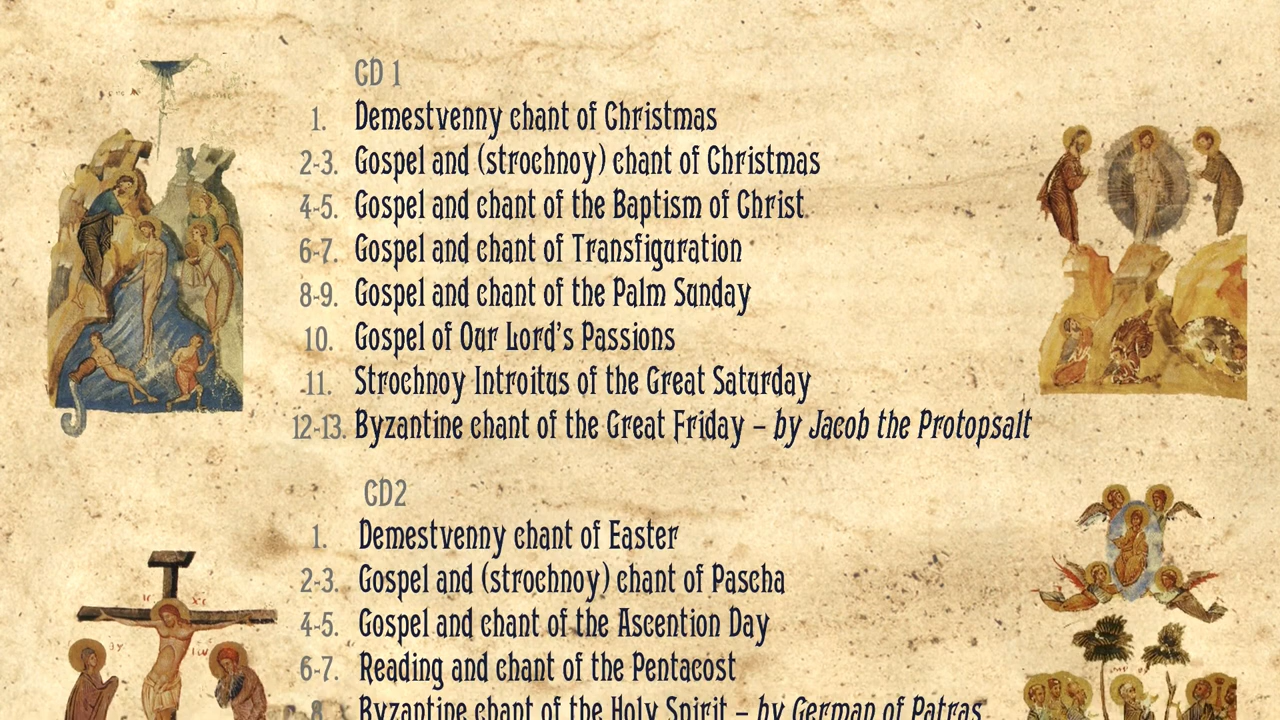 CD 1
1. Demestvenny chant of Christmas
2-3. Gospel and (strochnoy) chant of Christmas
4-5. Gospel and chant of the Baptism of Christ
6-7. Gospel and chant of Transfiguration
8-9. Gospel and chant of the Palm Sunday
10. Gospel of Our Lord's Passions
11. Strochnoy Introitus of the Great Saturday
12-13. Byzantine chant of the Great Friday – by Jacob the Protopsalt
CD2
1. Demestvenny chant of Easter
2-3. Gospel and (strochnoy) chant of Pascha
4-5. Gospel and chant of the Ascention Day
6-7. Reading and chant of the Pentacost
8. Byzantine chant of the Holy Spirit – by German of Patras